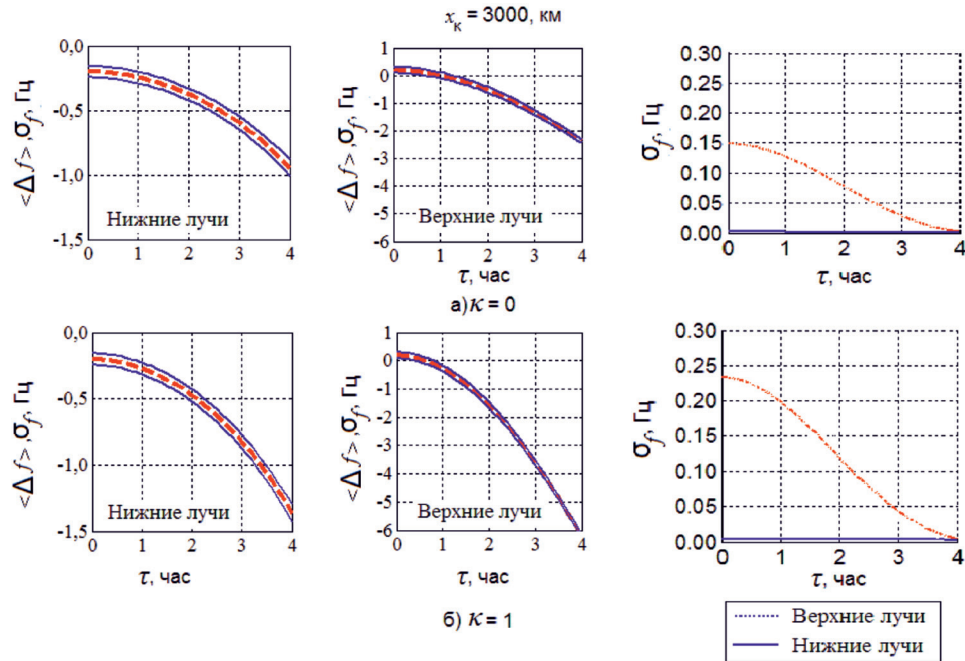 x_к = 3000, км
<Δf>, σ_f, Гц
0,0
-0,5
-1,0
-1,5
0 1 2 3 4
Нижние лучи
<Δf>, σ_f, Гц
1
0
-1
-2
-3
-4
-5
-6
0 1 2 3 4
Верхние лучи
τ, час
σ_f, Гц
0.30
0.25
0.20
0.15
0.10
0.05
0.00
0 1 2 3 4
а) К = 0
<Δf>, σ_f, Гц
0,0
-0,5
-1,0
-1,5
0 1 2 3 4
Нижние лучи
τ, час
<Δf>, σ_f, Гц
1
0
-1
-2
-3
-4
-5
-6
0 1 2 3 4
Верхние лучи
τ, час
σ_f, Гц
0.30
0.25
0.20
0.15
0.10
0.05
0.00
0 1 2 3 4
τ, час
б) К = 1
Верхние лучи
Нижние лучи